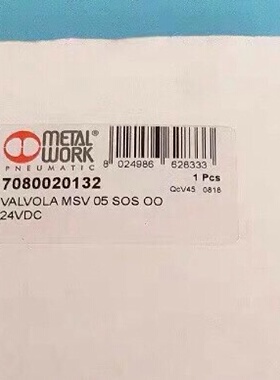 METAL
WORK
PNEUMATIC
8 024986 628333
7080020132
1 Pcs
QcV45 0818
VALVOLA MSV 05 SOS OO
24VDC